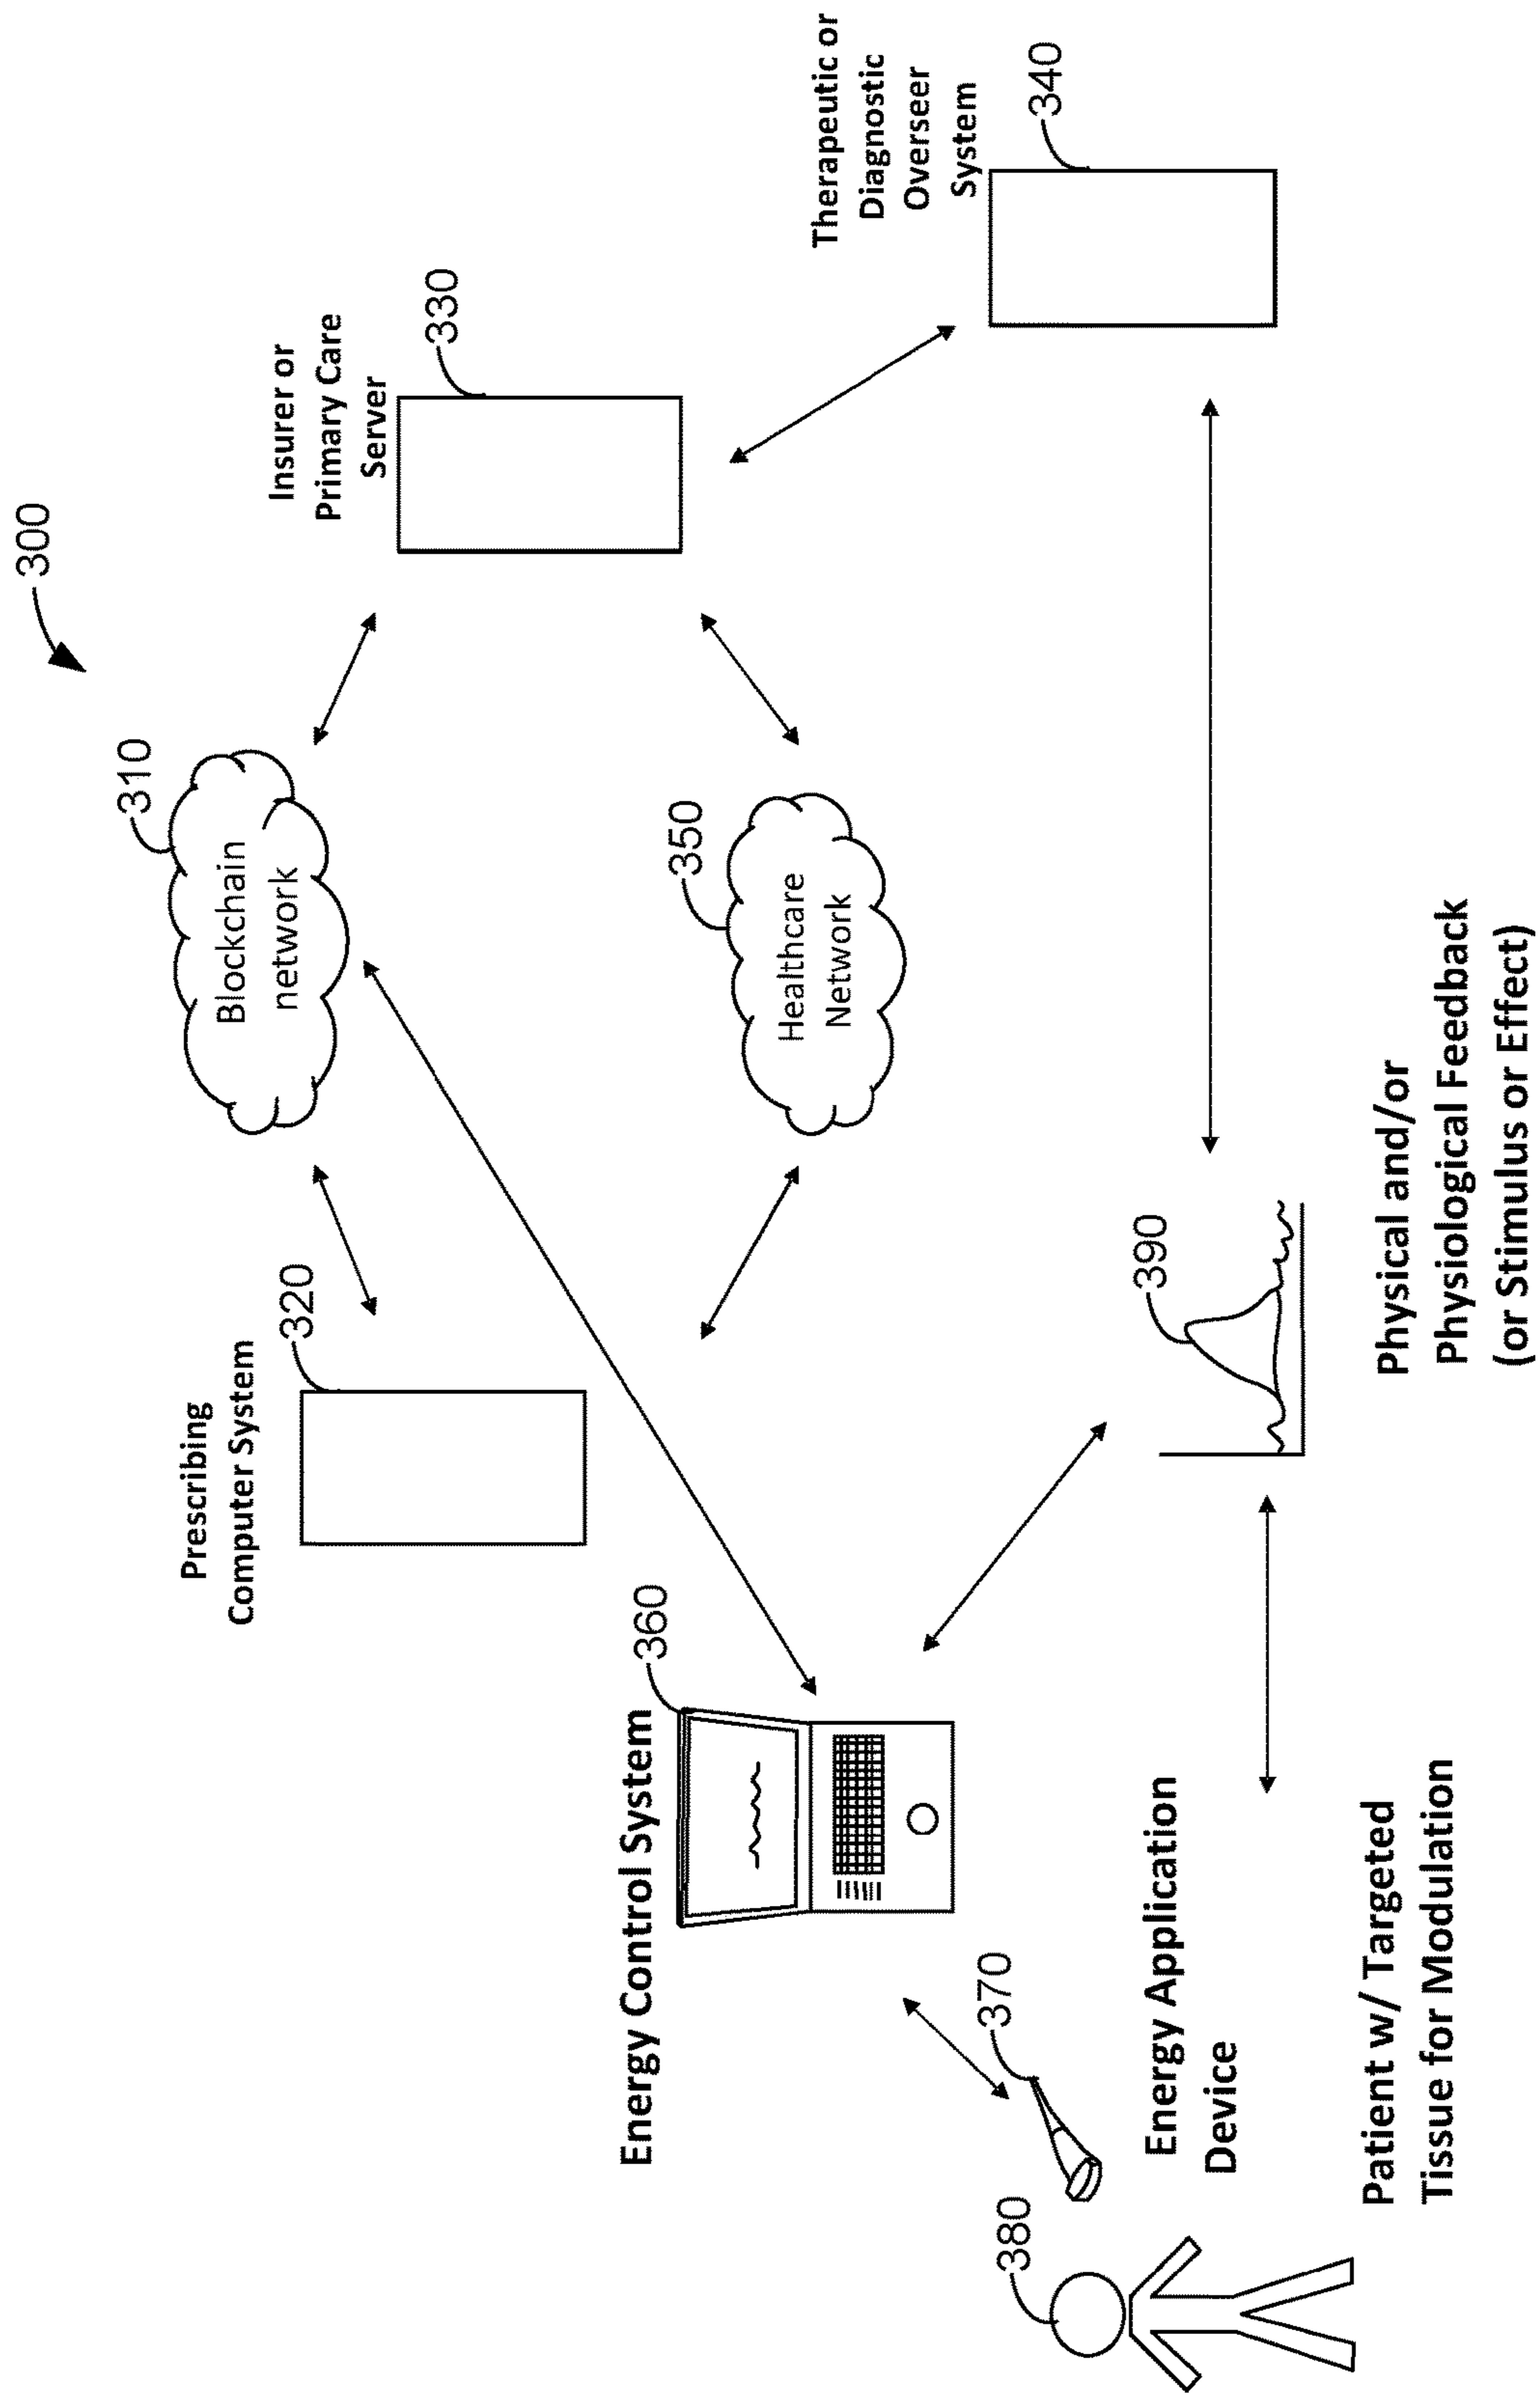 300
310
Blockchain
network
Prescribing
Computer System
320
Insurer or
Primary Care
Server
330
Therapeutic or
Diagnostic
Overseer
System
340
350
Healthcare
Network
Energy Control System
360
370
Energy Application
Device
380
Patient w/ Targeted
Tissue for Modulation
390
Physical and/or
Physiological Feedback
(or Stimulus or Effect)